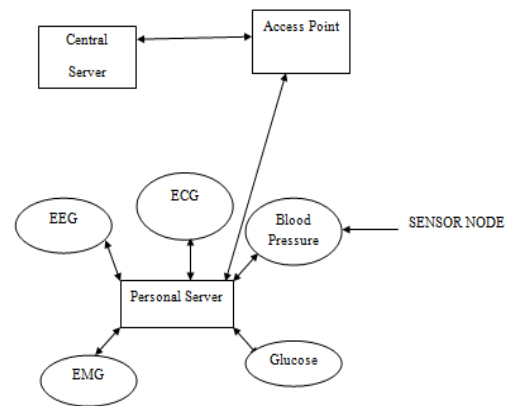 Central
Server
Access Point
EEG
ECG
Blood
Pressure
SENSOR NODE
Personal Server
EMG
Glucose